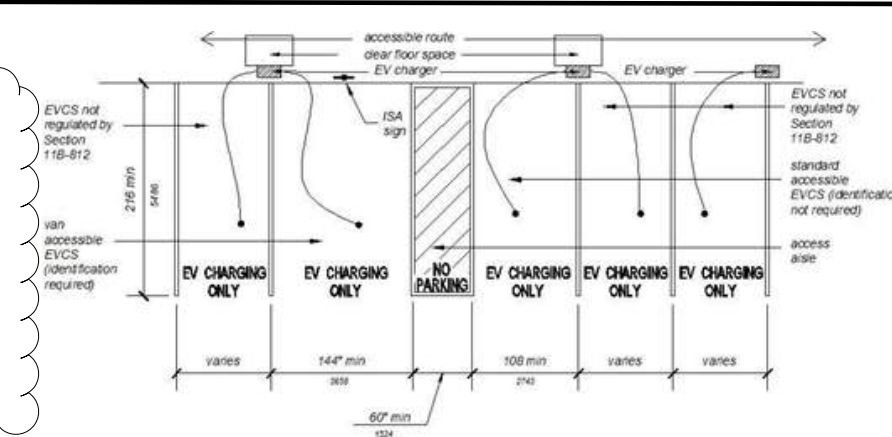 accessible route
clear floor space
EV charger
EV charger
EVCS not
regulated by
Section
11B-812
ISA
sign
EVCS not
regulated by
Section
11B-812
216 min
5486
standard
accessible
EVCS (identificatio
not required)
van
accessible
EVCS
(identification
required)
access
aisle
EV CHARGING
ONLY
EV CHARGING
ONLY
NO
PARKING
EV CHARGING
ONLY
EV CHARGING
ONLY
EV CHARGING
ONLY
varies
144" min
3658
108 min
2743
varies
varies
60" min
1524